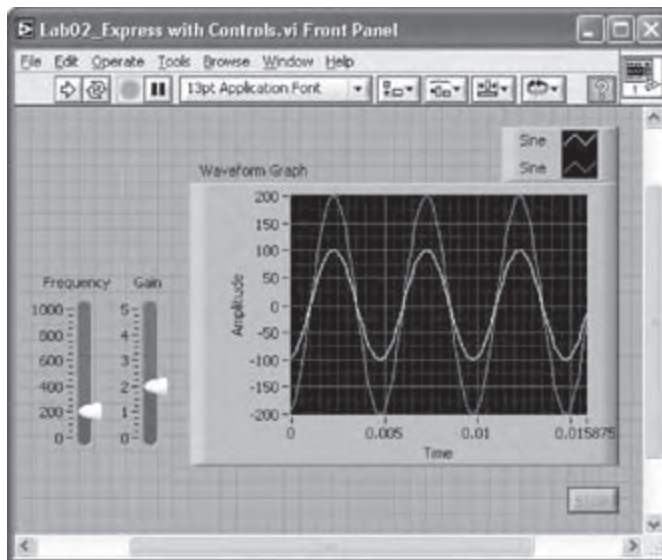 Lab02_Express with Controls.vi Front Panel
File Edit Operate Tools Browse Window Help
13pt Application Font
1
Sine
Sine
Waveform Graph
Frequency
1000
800
600
400
200
0
Gain
5
4
3
2
1
0
Amplitude
200
150
100
50
0
-50
-100
-150
-200
0 0.005 0.01 0.015875
Time